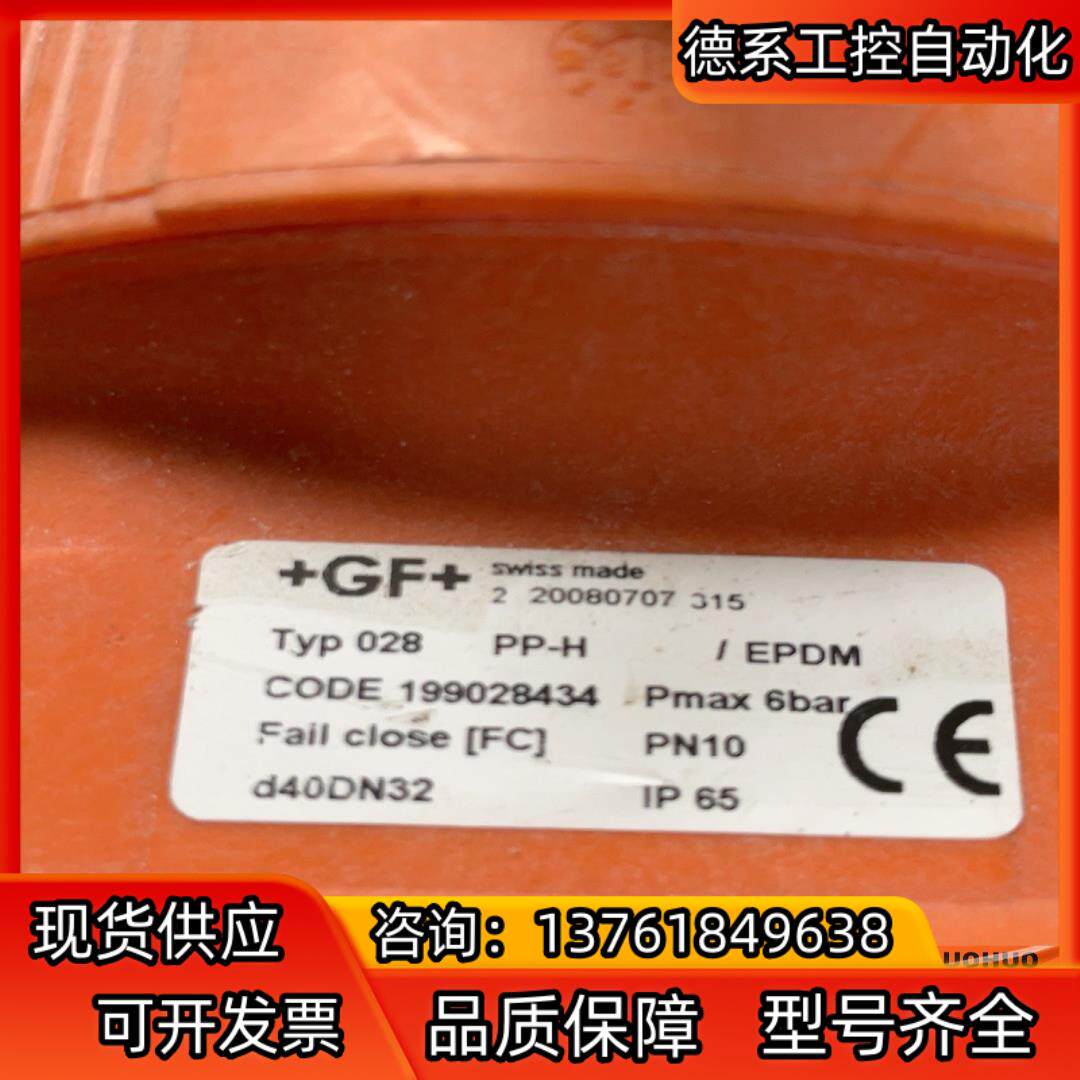 德系工控自动化
+GF+ swiss made
2 20080707 315
Typ 028 PP-H / EPDM
CODE 199028434 Pmax 6bar
Fail close [FC] PN10
d40DN32 IP 65
CE
现货供应 咨询：13761849638
可开发票 品质保障 型号齐全